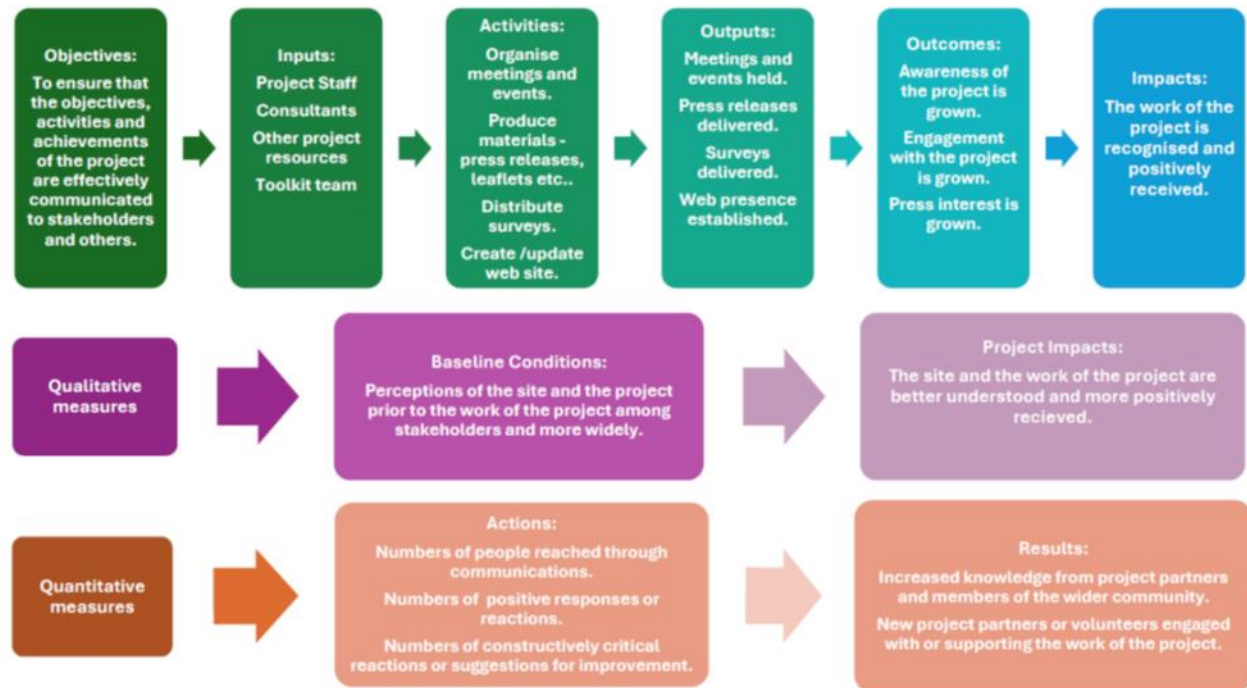 Objectives:
To ensure that
the objectives,
activities and
achievements
of the project
are effectively
communicated
to stakeholders
and others.
Inputs:
Project Staff
Consultants
Other project
resources
Toolkit team
Activities:
Organise
meetings and
events.
Produce
materials -
press releases,
leaflets etc..
Distribute
surveys.
Create /update
web site.
Outputs:
Meetings and
events held.
Press releases
delivered.
Surveys
delivered.
Web presence
established.
Outcomes:
Awareness of
the project is
grown.
Engagement
with the project
is grown.
Press interest is
grown.
Impacts:
The work of the
project is
recognised and
positively
received.
Qualitative
measures
Baseline Conditions:
Perceptions of the site and the project
prior to the work of the project among
stakeholders and more widely.
Project Impacts:
The site and the work of the project are
better understood and more positively
recieved.
Quantitative
measures
Actions:
Numbers of people reached through
communications.
Numbers of positive responses or
reactions.
Numbers of constructively critical
reactions or suggestions for improvement.
Results:
Increased knowledge from project partners
and members of the wider community.
New project partners or volunteers engaged
with or supporting the work of the project.